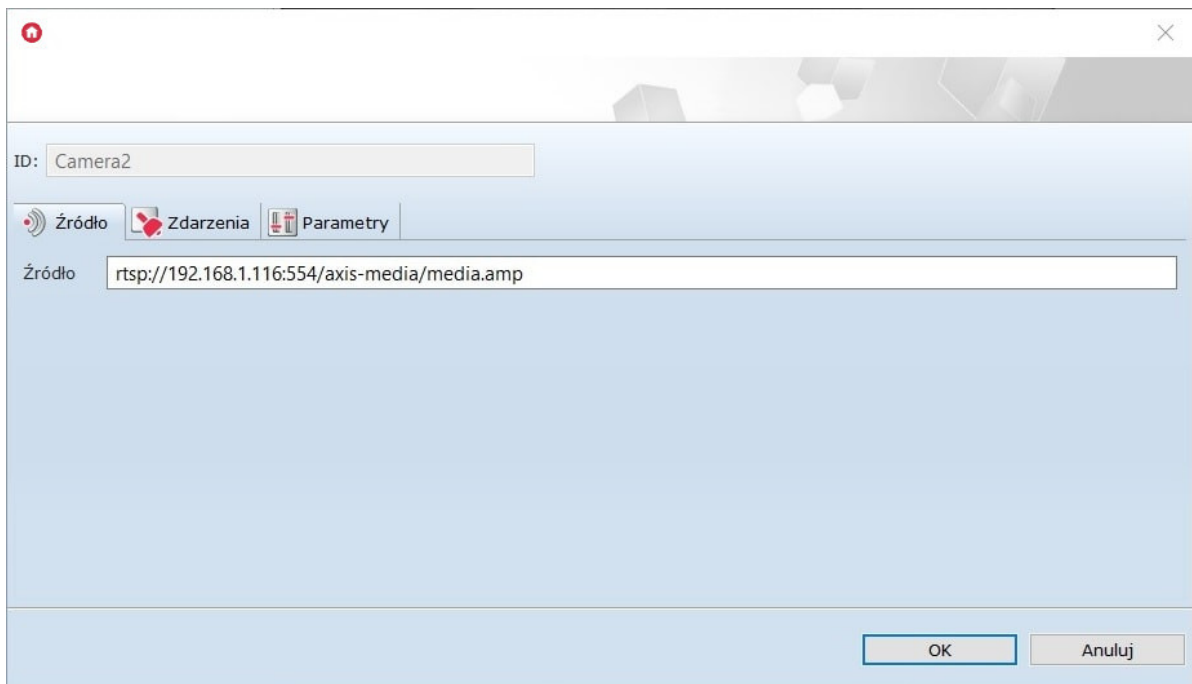 ID: Camera2
Źródło Zdarzenia Parametry
Źródło rtsp://192.168.1.116:554/axis-media/media.amp
OK Anuluj